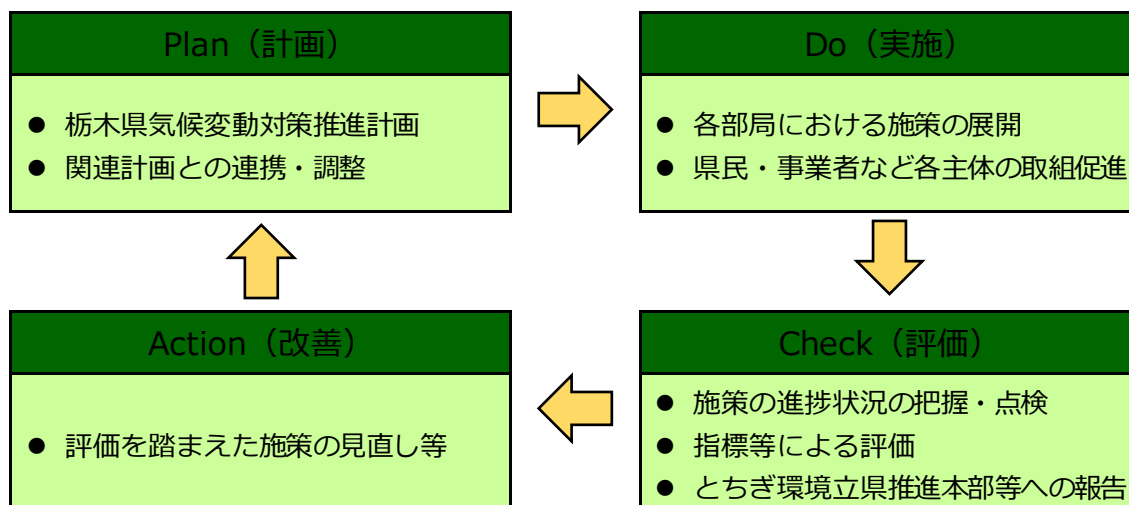 Plan（計画）
● 栃木県気候変動対策推進計画
● 関連計画との連携・調整
Do（実施）
● 各部局における施策の展開
● 県民・事業者など各主体の取組促進
Check（評価）
● 施策の進捗状況の把握・点検
● 指標等による評価
● とちぎ環境立県推進本部等への報告
Action（改善）
● 評価を踏まえた施策の見直し等